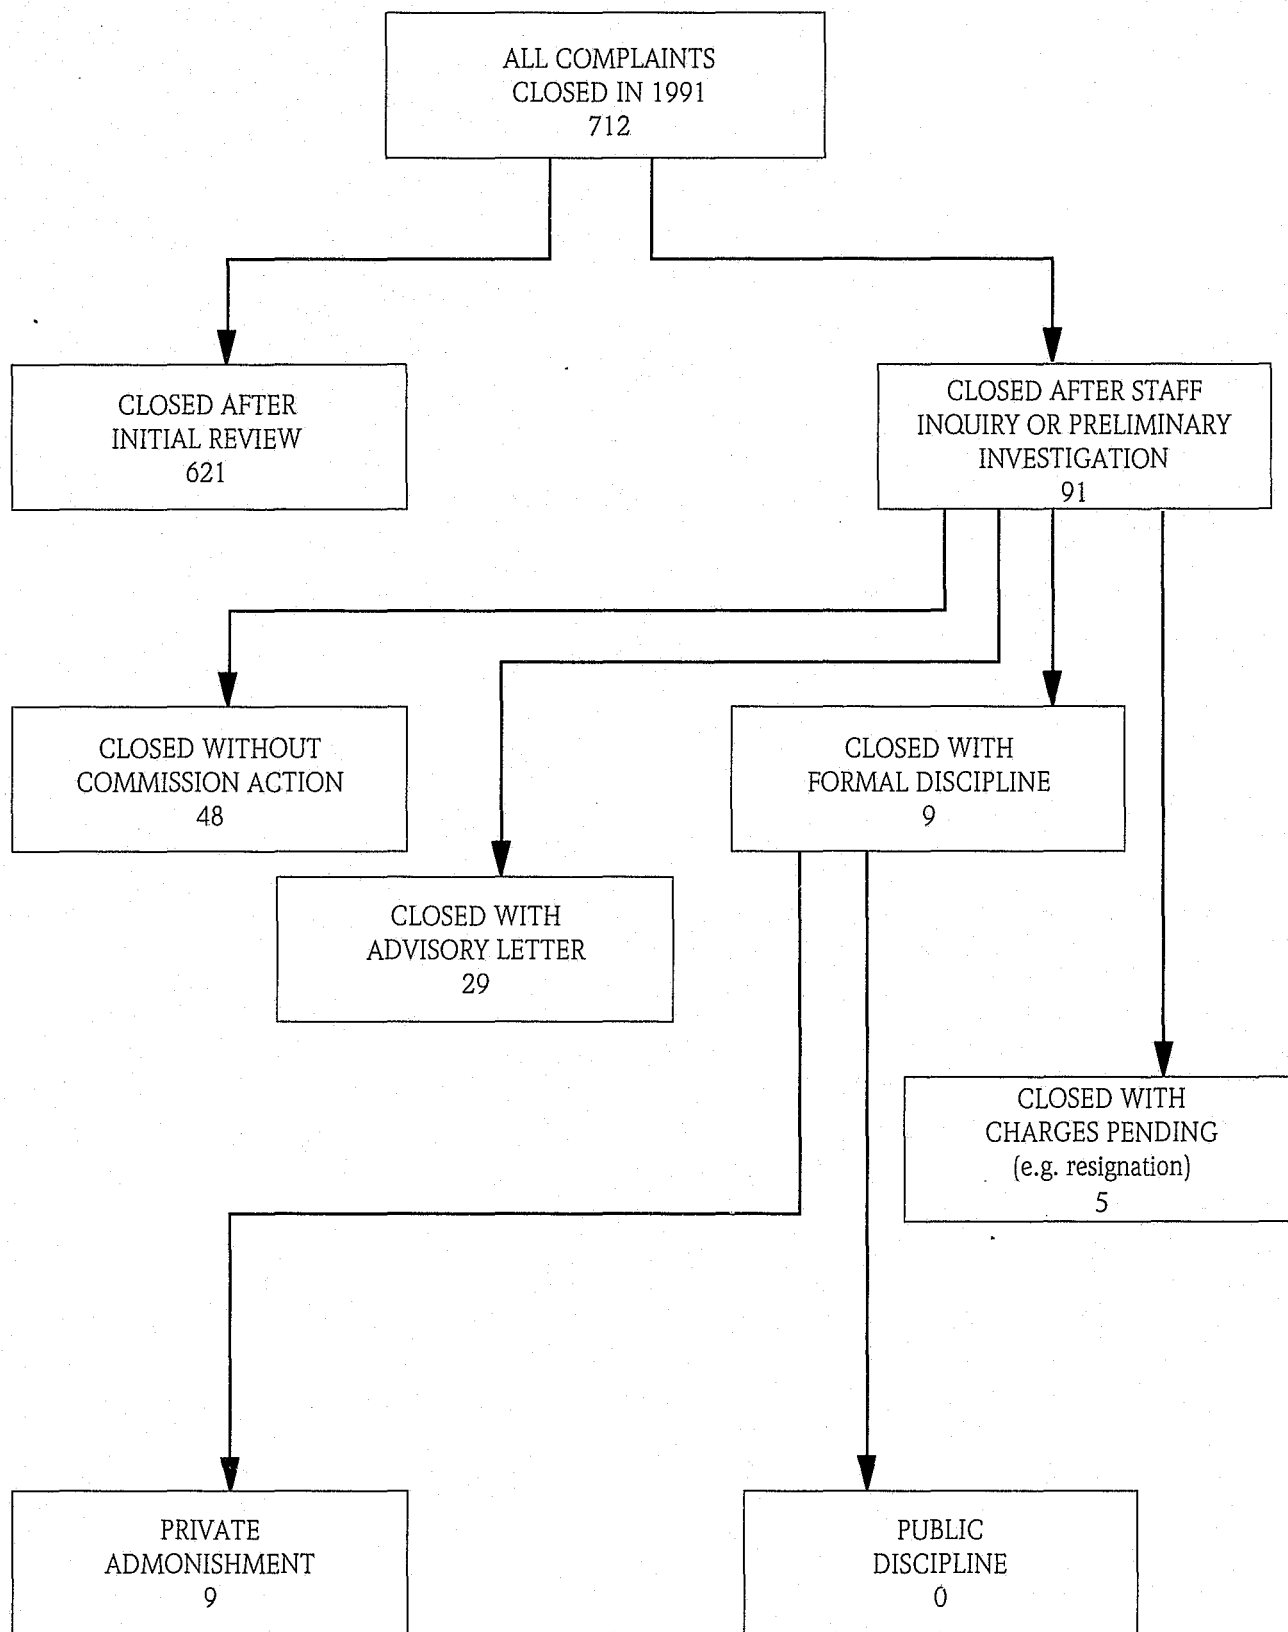 ALL COMPLAINTS
CLOSED IN 1991
712
CLOSED AFTER
INITIAL REVIEW
621
CLOSED AFTER STAFF
INQUIRY OR PRELIMINARY
INVESTIGATION
91
CLOSED WITHOUT
COMMISSION ACTION
48
CLOSED WITH
FORMAL DISCIPLINE
9
CLOSED WITH
ADVISORY LETTER
29
CLOSED WITH
CHARGES PENDING
(e.g. resignation)
5
PRIVATE
ADMONISHMENT
9
PUBLIC
DISCIPLINE
0